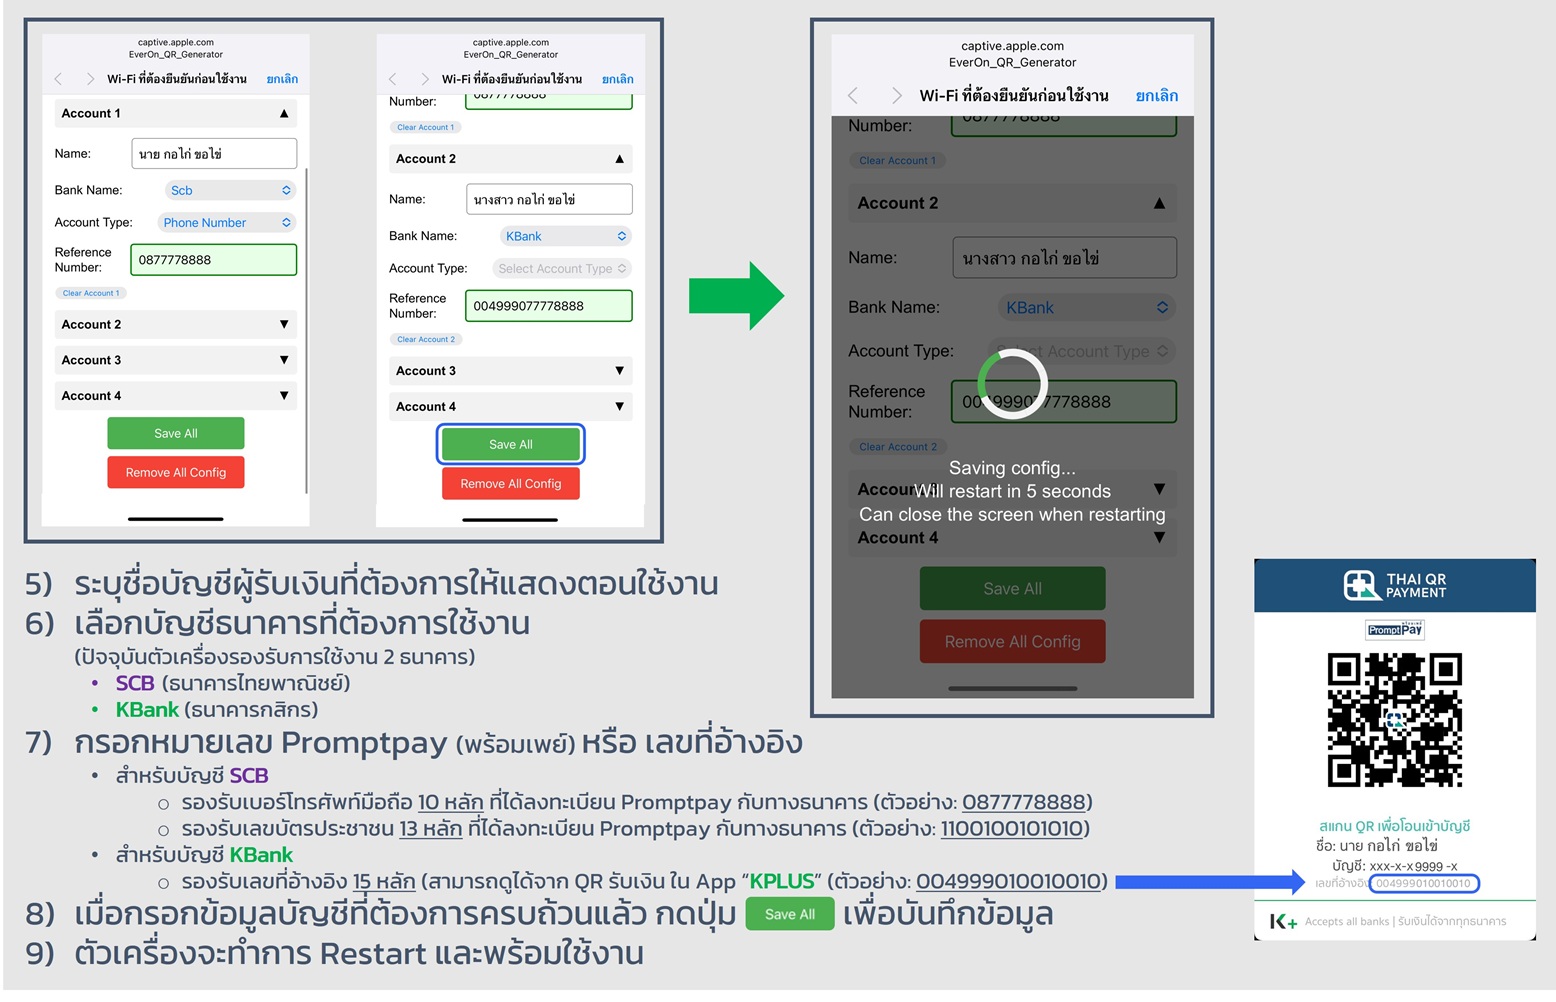 captive.apple.com
EverOn_QR_Generator
Wi-Fi ที่ต้องยืนยันก่อนใช้งาน ยกเลิก
Account 1 ▲
Name: นาย กอไก่ ขอไข่
Bank Name: Scb
Account Type: Phone Number
Reference Number: 0877778888
Clear Account 1
Account 2 ▼
Account 3 ▼
Account 4 ▼
Save All
Remove All Config
captive.apple.com
EverOn_QR_Generator
Wi-Fi ที่ต้องยืนยันก่อนใช้งาน ยกเลิก
Number: 0877778888
Clear Account 1
Account 2 ▲
Name: นางสาว กอไก่ ขอไข่
Bank Name: KBank
Account Type: Select Account Type
Reference Number: 004999077778888
Clear Account 2
Account 3 ▼
Account 4 ▼
Save All
Remove All Config
captive.apple.com
EverOn_QR_Generator
Wi-Fi ที่ต้องยืนยันก่อนใช้งาน ยกเลิก
Number: 0877778888
Clear Account 1
Account 2 ▲
Name: นางสาว กอไก่ ขอไข่
Bank Name: KBank
Account Type: Select Account Type
Reference Number: 004999077778888
Clear Account 2
Saving config...
Will restart in 5 seconds
Can close the screen when restarting
Account 4 ▼
Save All
Remove All Config
5) ระบุชื่อบัญชีผู้รับเงินที่ต้องการให้แสดงตอนใช้งาน
6) เลือกบัญชีธนาคารที่ต้องการใช้งาน
(ปัจจุบันตัวเครื่องรองรับการใช้งาน 2 ธนาคาร)
• SCB (ธนาคารไทยพาณิชย์)
• KBank (ธนาคารกสิกร)
7) กรอกหมายเลข Promptpay (พร้อมเพย์) หรือ เลขที่อ้างอิง
• สำหรับบัญชี SCB
o รองรับเบอร์โทรศัพท์มือถือ 10 หลัก ที่ได้ลงทะเบียน Promptpay กับทางธนาคาร (ตัวอย่าง: 0877778888)
o รองรับเลขบัตรประชาชน 13 หลัก ที่ได้ลงทะเบียน Promptpay กับทางธนาคาร (ตัวอย่าง: 1100100101010)
• สำหรับบัญชี KBank
o รองรับเลขที่อ้างอิง 15 หลัก (สามารถดูได้จาก QR รับเงิน ใน App “KPLUS” (ตัวอย่าง: 004999010010010)
8) เมื่อกรอกข้อมูลบัญชีที่ต้องการครบถ้วนแล้ว กดปุ่ม Save All เพื่อบันทึกข้อมูล
9) ตัวเครื่องจะทำการ Restart และพร้อมใช้งาน
THAI QR
PAYMENT
PromptPay
สแกน QR เพื่อโอนเข้าบัญชี
ชื่อ: นาย กอไก่ ขอไข่
บัญชี: xxx-x-x9999 -x
เลขที่อ้างอิง 004999010010010
K+ Accepts all banks | รับเงินได้จากทุกธนาคาร